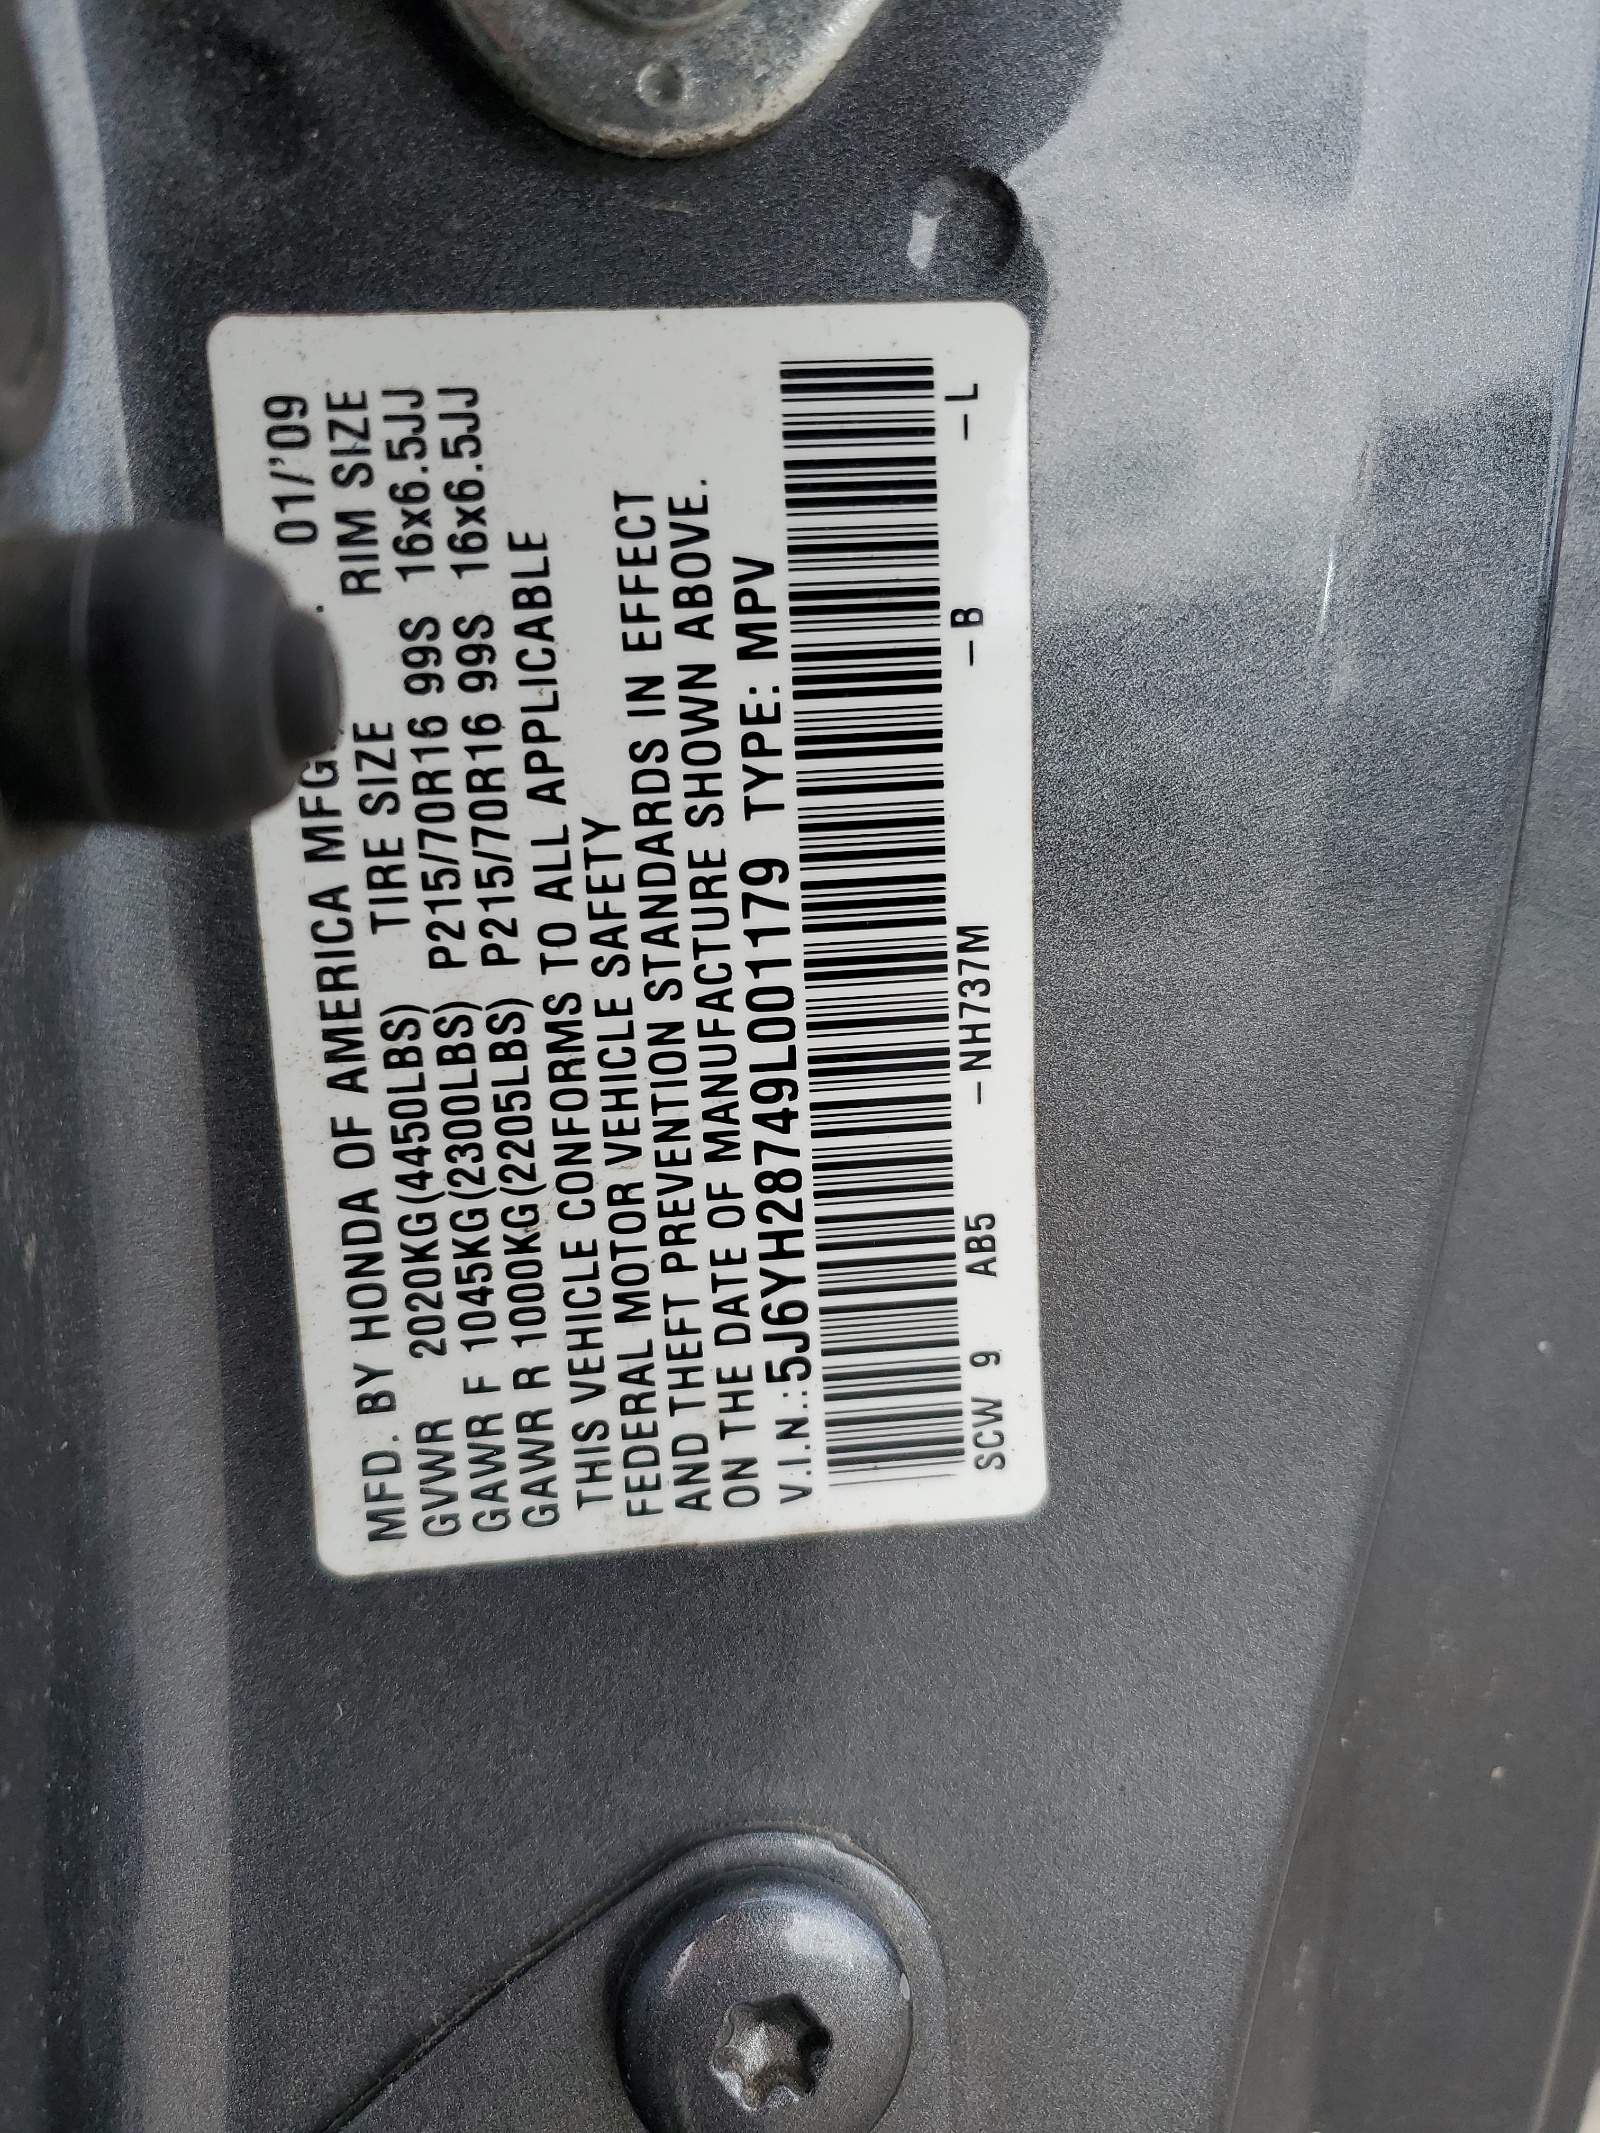 MFD. BY HONDA OF AMERICA MFG. 01/'09
GVWR 2020KG(4450LBS) TIRE SIZE RIM SIZE
GAWR F 1045KG(2300LBS) P215/70R16 99S 16x6.5JJ
GAWR R 1000KG(2205LBS) P215/70R16 99S 16x6.5JJ
THIS VEHICLE CONFORMS TO ALL APPLICABLE
FEDERAL MOTOR VEHICLE SAFETY
AND THEFT PREVENTION STANDARDS IN EFFECT
ON THE DATE OF MANUFACTURE SHOWN ABOVE.
V.I.N.:5J6YH28749L001179 TYPE: MPV
SCW 9 AB5 -NH737M -B -L